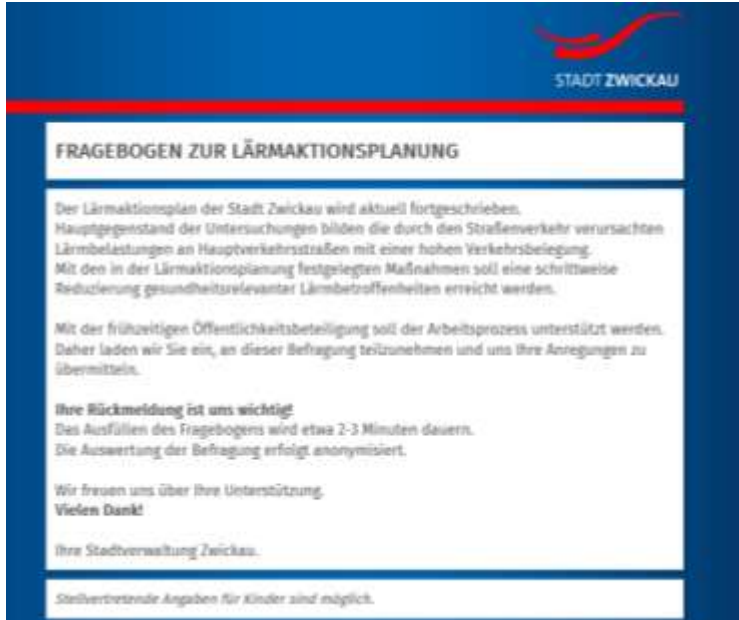 STADT ZWICKAU
FRAGEBOGEN ZUR LÄRMAKTIONSPLANUNG
Der Lärmaktionsplan der Stadt Zwickau wird aktuell fortgeschrieben.
Hauptgegenstand der Untersuchungen bilden die durch den Straßenverkehr verursachten
Lärmbelastungen an Hauptverkehrsstraßen mit einer hohen Verkehrsbelegung.
Mit den in der Lärmaktionsplanung festgelegten Maßnahmen soll eine schrittweise
Reduzierung gesundheitsrelevanter Lärmbetroffenheiten erreicht werden.
Mit der frühzeitigen Öffentlichkeitsbeteiligung soll der Arbeitsprozess unterstützt werden.
Daher laden wir Sie ein, an dieser Befragung teilzunehmen und uns Ihre Anregungen zu
übermitteln.
Ihre Rückmeldung ist uns wichtig!
Das Ausfüllen des Fragebogens wird etwa 2-3 Minuten dauern.
Die Auswertung der Befragung erfolgt anonymisiert.
Wir freuen uns über Ihre Unterstützung.
Vielen Dank!
Ihre Stadtverwaltung Zwickau.
Stellvertretende Angaben für Kinder sind möglich.